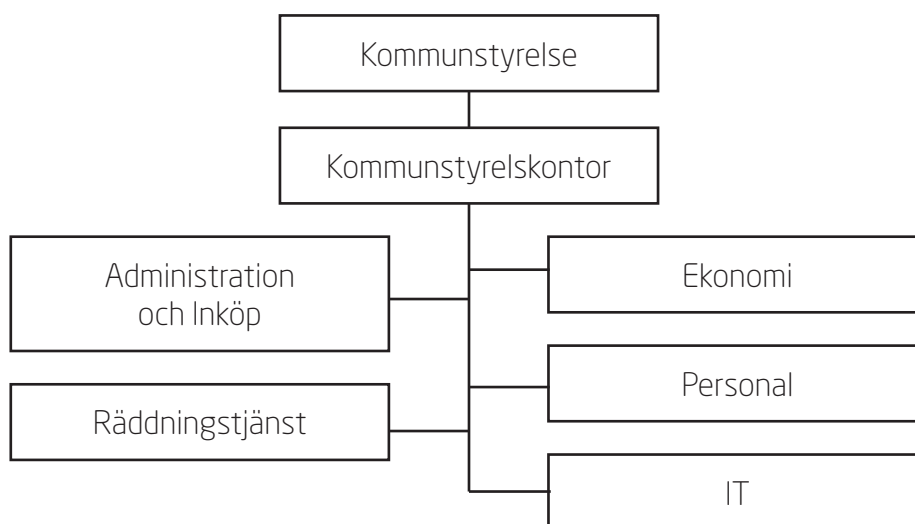 Kommunstyrelse
Kommunstyrelskontor
Administration
och Inköp
Ekonomi
Räddningstjänst
Personal
IT